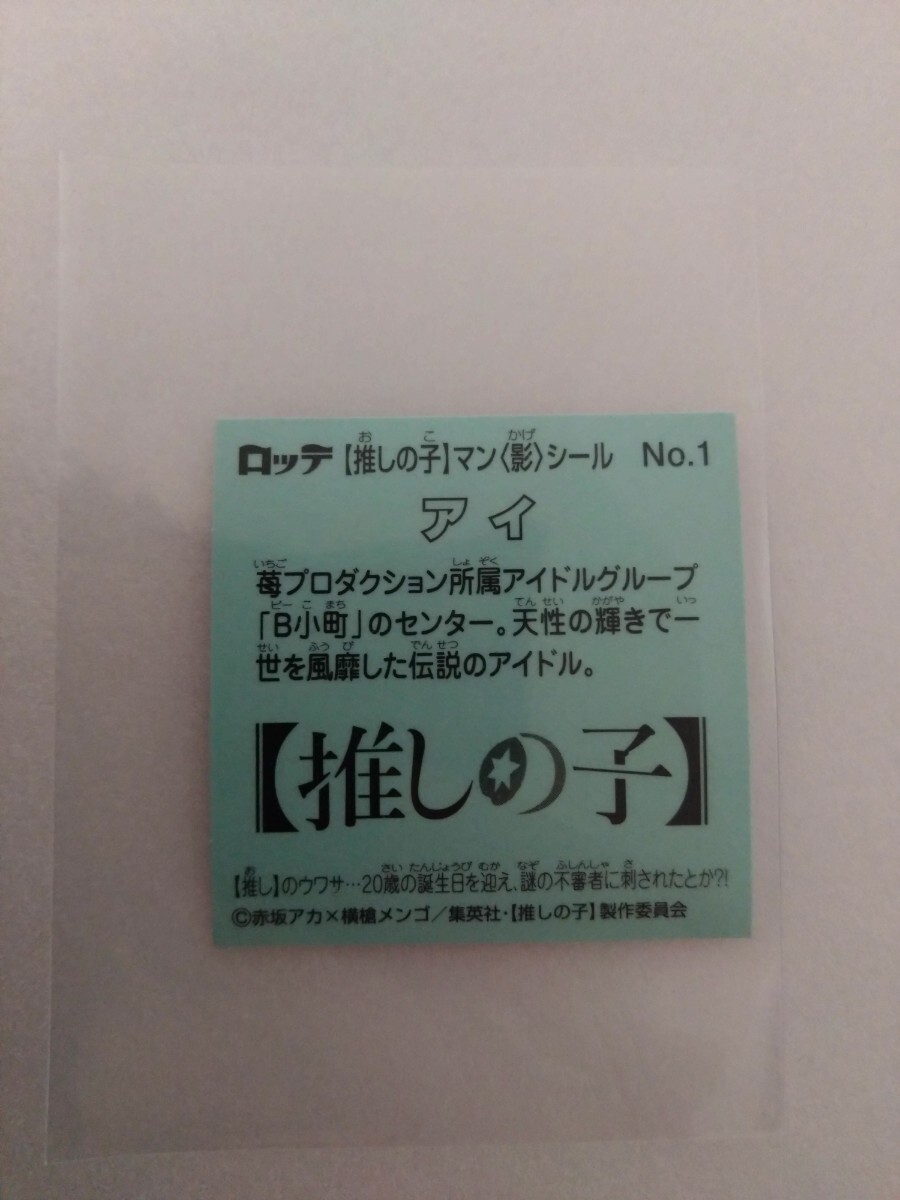 ロッテ【推しの子】マン〈影〉シール No.1
アイ
苺プロダクション所属アイドルグループ
「B小町」のセンター。天性の輝きで一
世を風靡した伝説のアイドル。
【推しの子】
【推し】のウワサ…20歳の誕生日を迎え、謎の不審者に刺されたとか?!
©赤坂アカ×横槍メンゴ/集英社・【推しの子】製作委員会